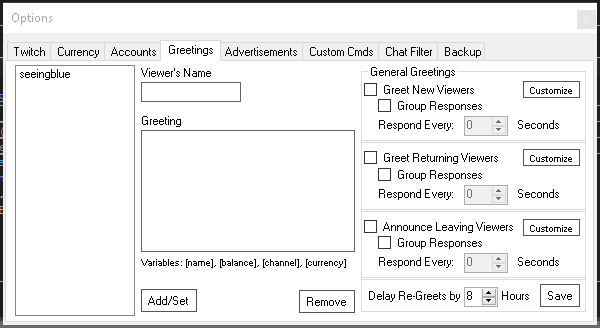 Options
x
Twitch Currency Accounts Greetings Advertisements Custom Cmds Chat Filter Backup
seeingblue
Viewer's Name
Greeting
Variables: [name], [balance], [channel], [currency]
Add/Set
Remove
General Greetings
Greet New Viewers
Customize
Group Responses
Respond Every: 0 Seconds
Greet Returning Viewers
Customize
Group Responses
Respond Every: 0 Seconds
Announce Leaving Viewers
Customize
Group Responses
Respond Every: 0 Seconds
Delay Re-Greets by 8 Hours
Save